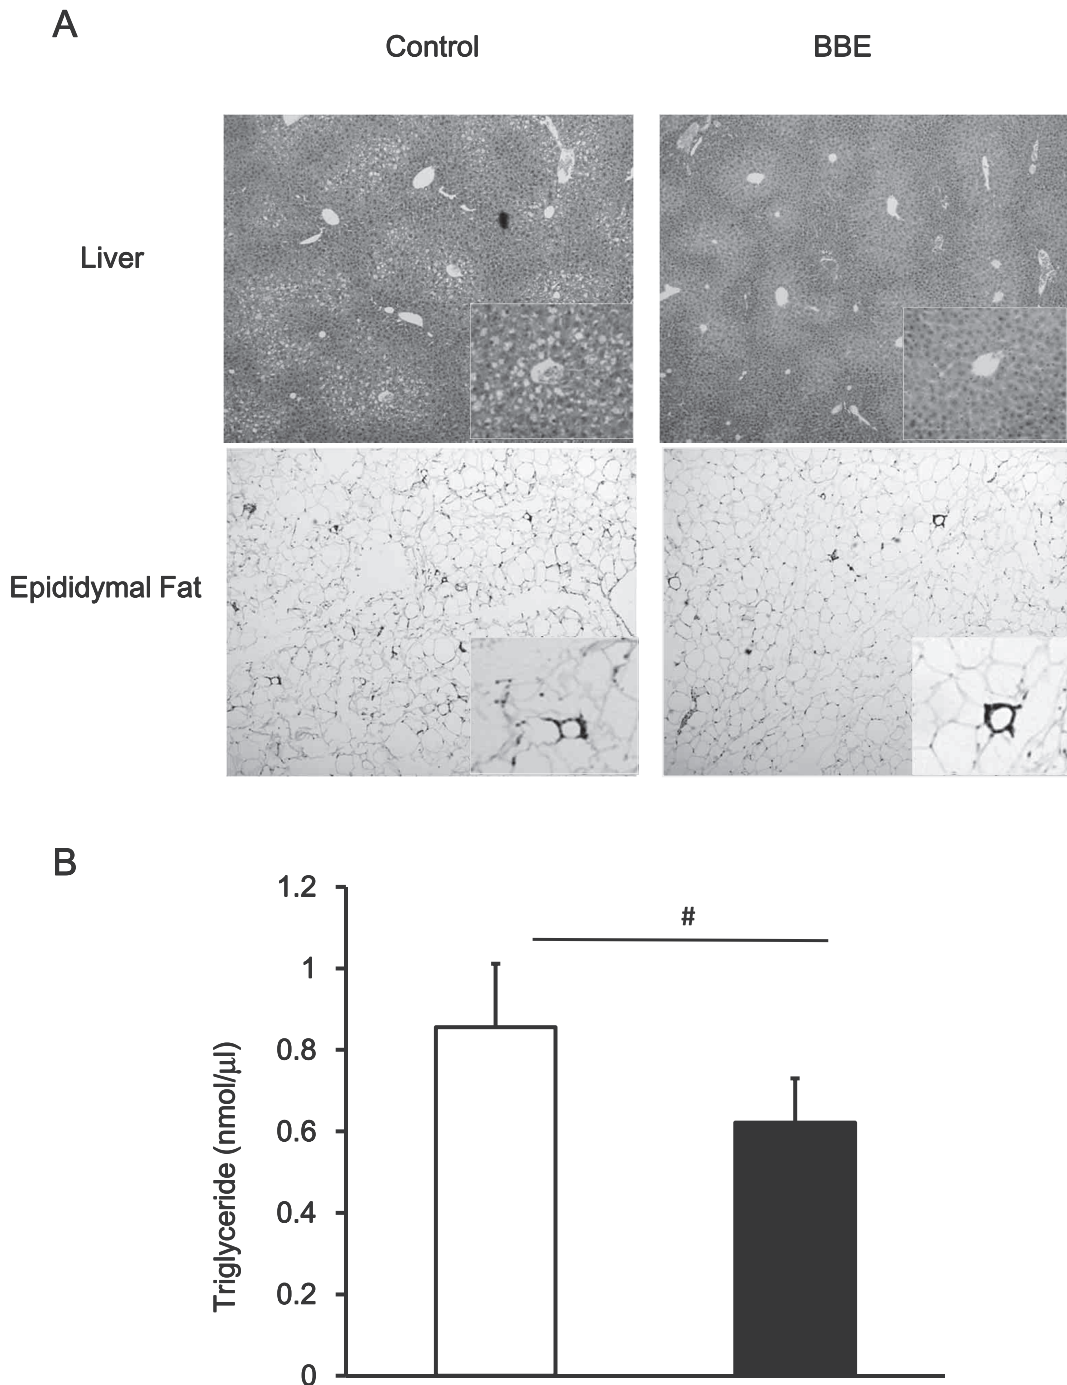 A
Control
BBE
Liver
Epididymal Fat
B
#
Triglyceride (nmol/μl)
1.2
1
0.8
0.6
0.4
0.2
0